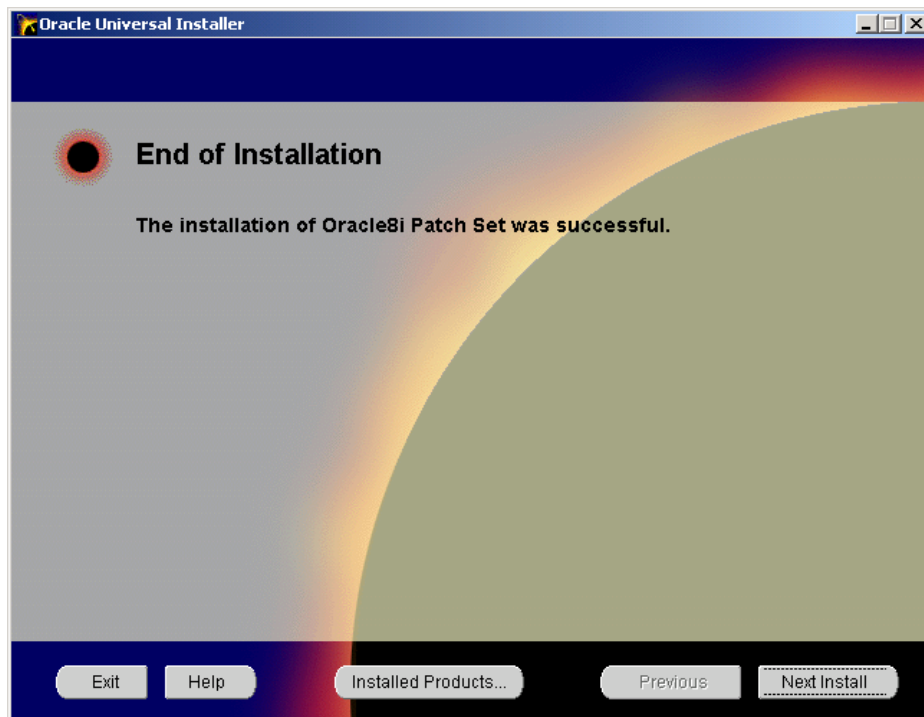 Oracle Universal Installer
End of Installation
The installation of Oracle8i Patch Set was successful.
Exit
Help
Installed Products...
Previous
Next Install